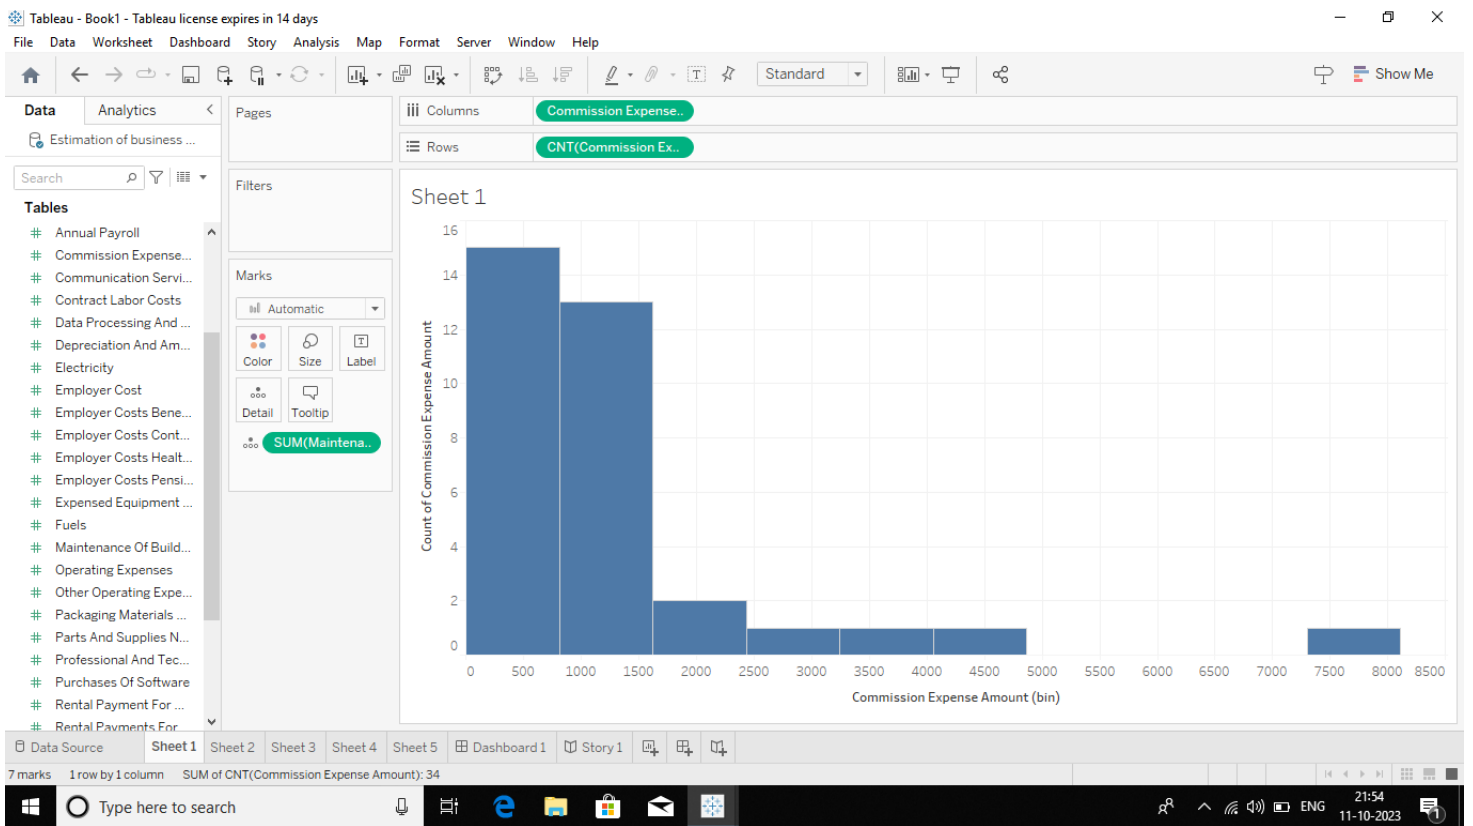 Tableau - Book1 - Tableau license expires in 14 days
File Data Worksheet Dashboard Story Analysis Map Format Server Window Help
Standard
Show Me
Data Analytics
Estimation of business ...
Search
Tables
Annual Payroll
Commission Expense...
Communication Servi...
Contract Labor Costs
Data Processing And ...
Depreciation And Am...
Electricity
Employer Cost
Employer Costs Bene...
Employer Costs Cont...
Employer Costs Healt...
Employer Costs Pensi...
Expensed Equipment ...
Fuels
Maintenance Of Build...
Operating Expenses
Other Operating Expe...
Packaging Materials ...
Parts And Supplies N...
Professional And Tec...
Purchases Of Software
Rental Payment For ...
Rental Payments For
Pages
Filters
Marks
Automatic
Color Size Label
Detail Tooltip
SUM(Maintena..
Columns Commission Expense..
Rows CNT(Commission Ex..
Sheet 1
Count of Commission Expense Amount
16
14
12
10
8
6
4
2
0
0 500 1000 1500 2000 2500 3000 3500 4000 4500 5000 5500 6000 6500 7000 7500 8000 8500
Commission Expense Amount (bin)
Data Source Sheet 1 Sheet 2 Sheet 3 Sheet 4 Sheet 5 Dashboard 1 Story 1
7 marks 1 row by 1 column SUM of CNT(Commission Expense Amount): 34
Type here to search
ENG
21:54
11-10-2023
1